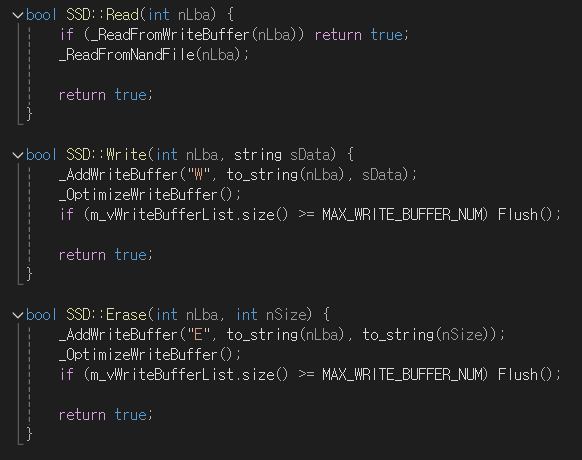 bool SSD::Read(int nLba) {
if (_ReadFromWriteBuffer(nLba)) return true;
_ReadFromNandFile(nLba);
return true;
}
bool SSD::Write(int nLba, string sData) {
_AddWriteBuffer("W", to_string(nLba), sData);
_OptimizeWriteBuffer();
if (m_vWriteBufferList.size() >= MAX_WRITE_BUFFER_NUM) Flush();
return true;
}
bool SSD::Erase(int nLba, int nSize) {
_AddWriteBuffer("E", to_string(nLba), to_string(nSize));
_OptimizeWriteBuffer();
if (m_vWriteBufferList.size() >= MAX_WRITE_BUFFER_NUM) Flush();
return true;
}